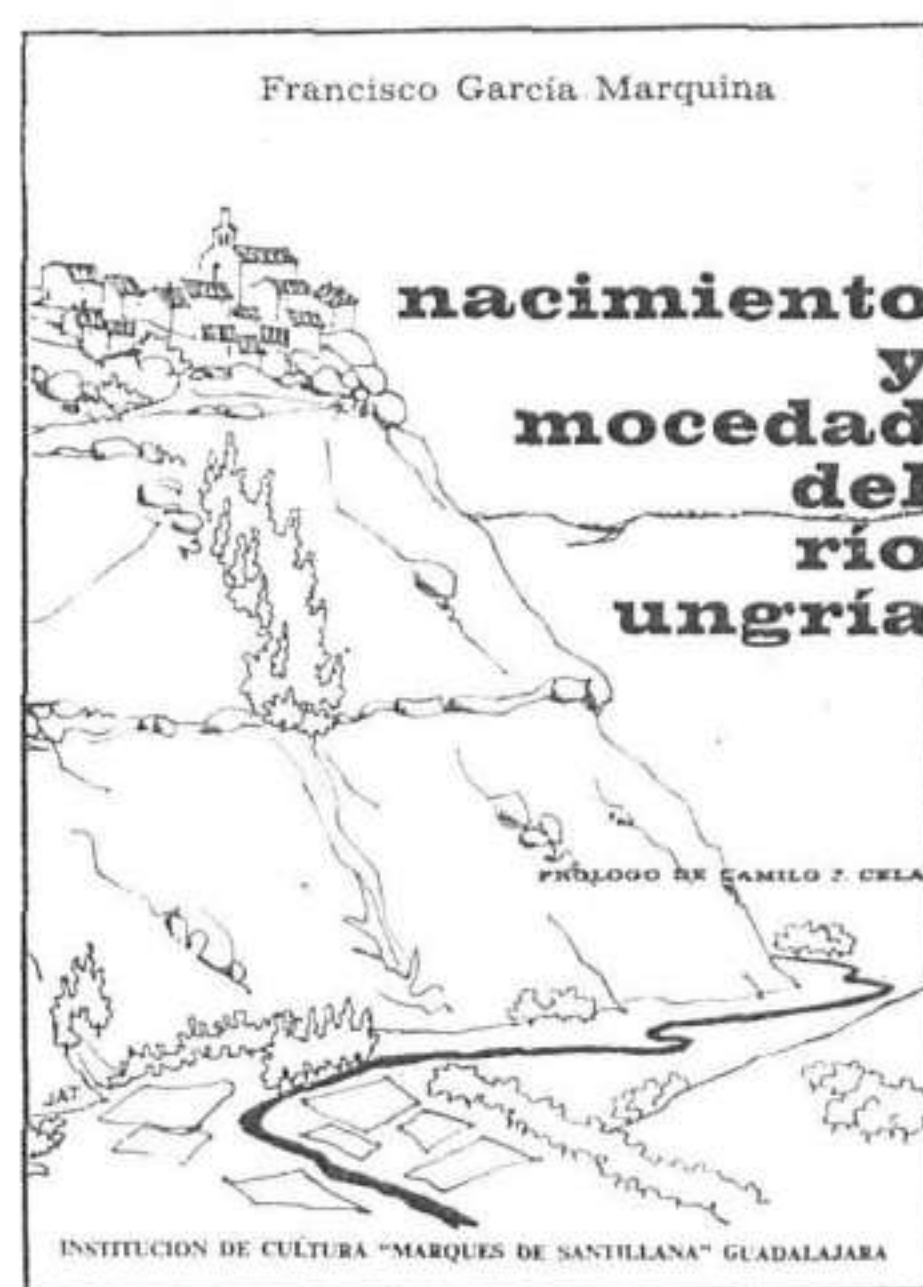 Francisco García Marquina
nacimiento
y
mocedad
del
río
ungría
PROLOGO DE CAMILO J. CELA
JAT
INSTITUCION DE CULTURA "MARQUES DE SANTILLANA" GUADALAJARA